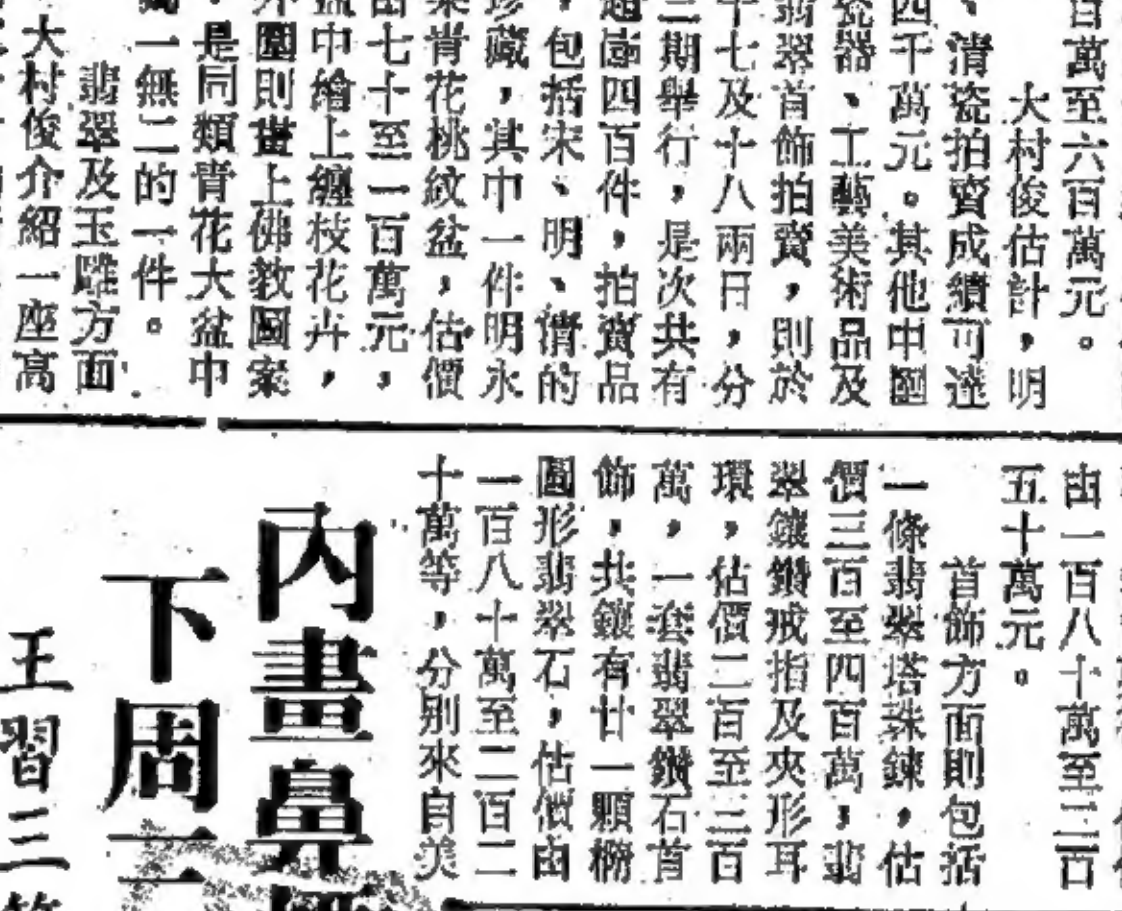 百萬至六百萬元。
大村俊估計，明
、清瓷拍賣成績可達
四千萬元。其他中國
瓷器、工藝美術品及
翡翠首飾拍賣，則於
十七及十八兩日，分
三期舉行，是次共有
超逾四百件，拍賣品
，包括宋、明、清的
珍藏，其中一件明永
樂青花桃紋盆，估價
由七十至一百萬元，
盆中繪上纏枝花卉，
外圍則畫上佛教圖案
，是同類青花大盆中
獨一無二的一件。
翡翠及玉雕方面
大村俊介紹一座高
由一百八十萬至二百
五十萬元。
首飾方面則包括
一條翡翠塔珠鍊，估
價三百至四百萬，翡
翠鑲鑽戒指及夾形耳
環，估價二百至三百
萬，一套翡翠鑽石首
飾，共鑲有廿一顆橢
圓形翡翠石，估價由
一百八十萬至二百二
十萬等，分別來自美
內畫鼻
下周
王習三